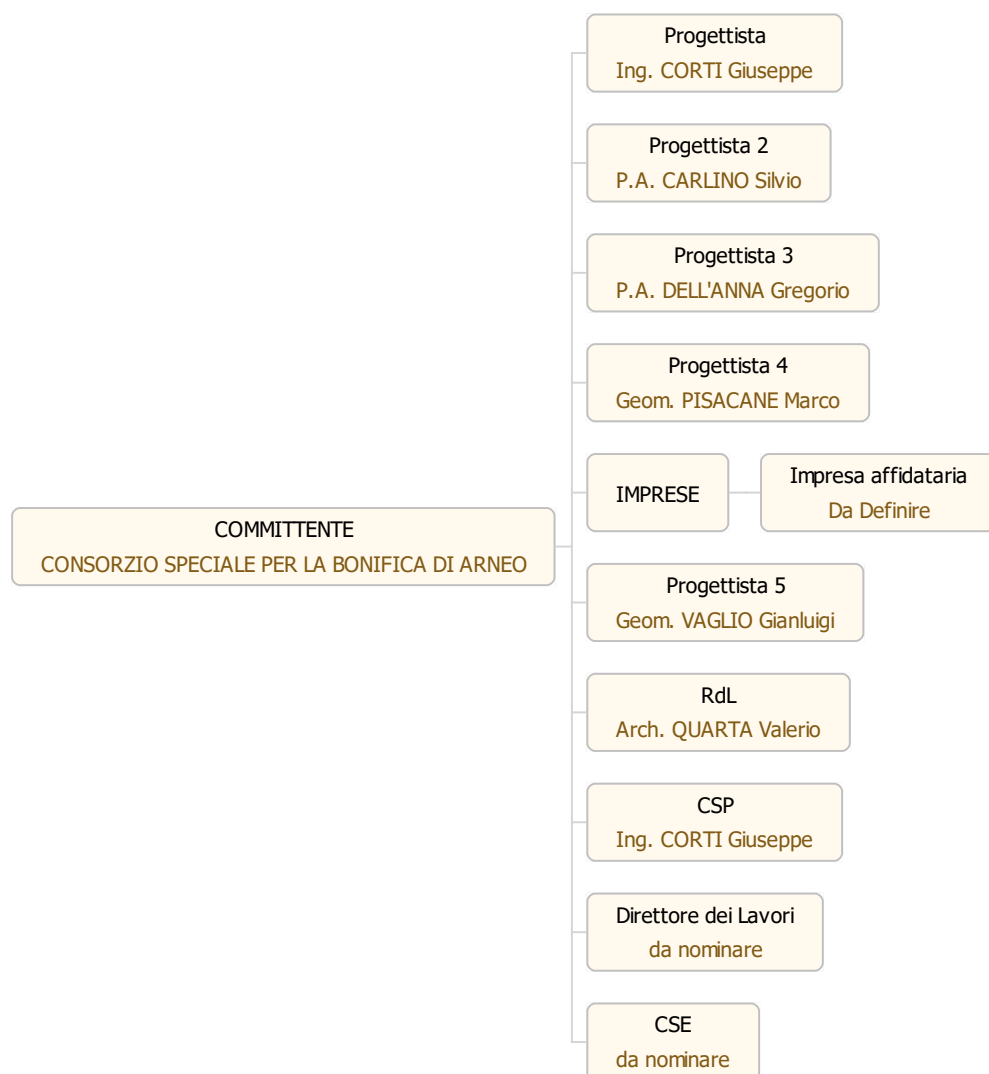 Progettista
Ing. CORTI Giuseppe
Progettista 2
P.A. CARLINO Silvio
Progettista 3
P.A. DELL'ANNA Gregorio
Progettista 4
Geom. PISACANE Marco
IMPRESE
Impresa affidataria
Da Definire
COMMITTENTE
CONSORZIO SPECIALE PER LA BONIFICA DI ARNEO
Progettista 5
Geom. VAGLIO Gianluigi
RdL
Arch. QUARTA Valerio
CSP
Ing. CORTI Giuseppe
Direttore dei Lavori
da nominare
CSE
da nominare